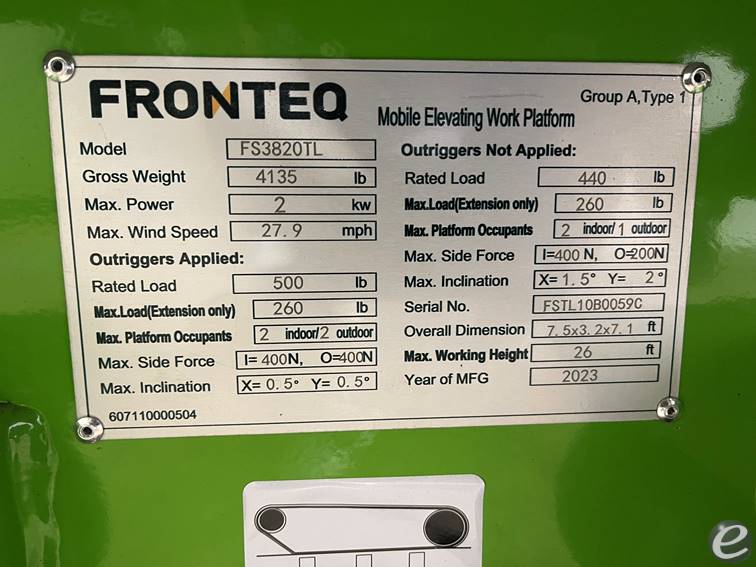 FRONTEQ
Mobile Elevating Work Platform
Group A,Type 1
Model FS3820TL
Gross Weight 4135 lb
Max. Power 2 kw
Max. Wind Speed 27.9 mph
Outriggers Applied:
Rated Load 500 lb
Max.Load(Extension only) 260 lb
Max. Platform Occupants 2 indoor/2 outdoor
Max. Side Force I=400N, O=400N
Max. Inclination X=0.5° Y=0.5°
607110000504
Outriggers Not Applied:
Rated Load 440 lb
Max.Load(Extension only) 260 lb
Max. Platform Occupants 2 indoor/1 outdoor
Max. Side Force I=400N, O=200N
Max. Inclination X=1.5° Y=2°
Serial No. FSTL10B0059C
Overall Dimension 7.5x3.2x7.1 ft
Max. Working Height 26 ft
Year of MFG 2023
e